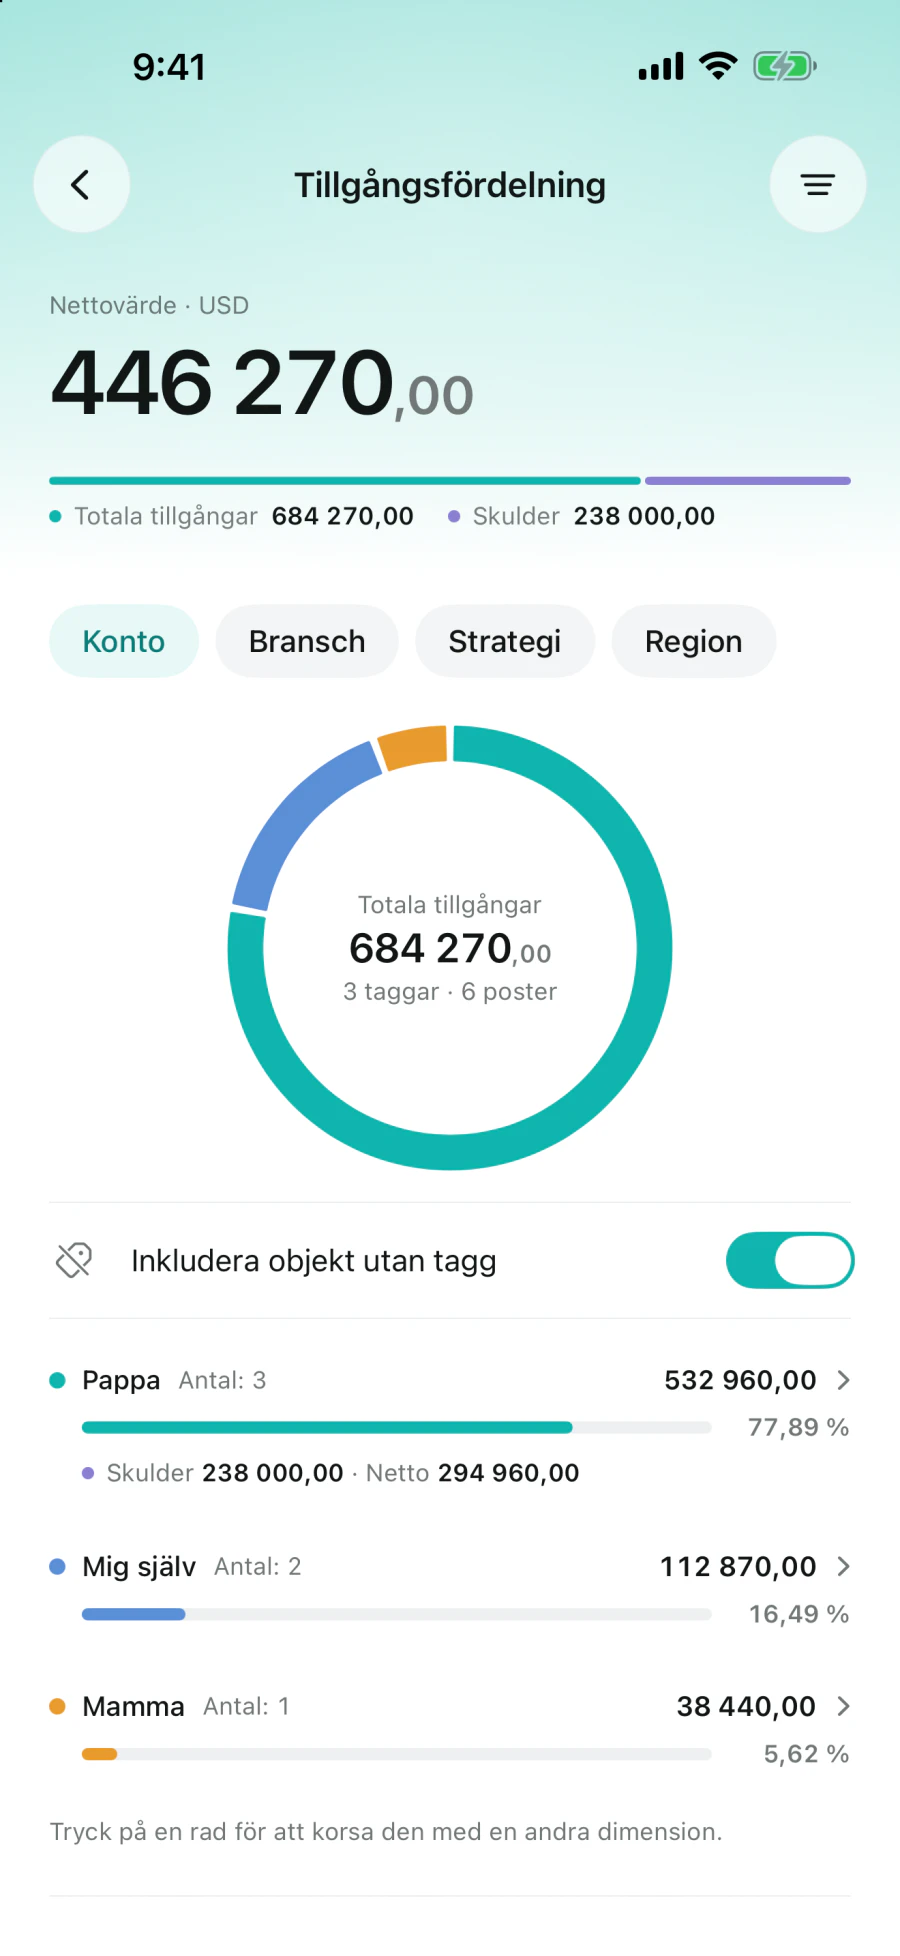 9:41
Tillgångsfördelning
Nettovärde · USD
446 270,00
Totala tillgångar 684 270,00 Skulder 238 000,00
Konto Bransch Strategi Region
Totala tillgångar
684 270,00
3 taggar · 6 poster
Inkludera objekt utan tagg
Pappa Antal: 3 532 960,00
77,89 %
Skulder 238 000,00 · Netto 294 960,00
Mig själv Antal: 2 112 870,00
16,49 %
Mamma Antal: 1 38 440,00
5,62 %
Tryck på en rad för att korsa den med en andra dimension.